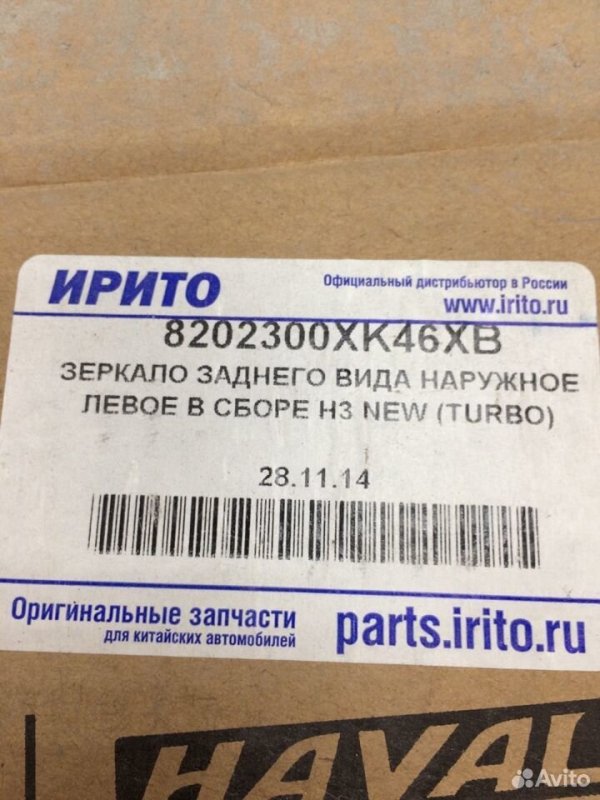 ИРИТО
Официальный дистрибьютор в России
www.irito.ru
8202300XK46XB
ЗЕРКАЛО ЗАДНЕГО ВИДА НАРУЖНОЕ
ЛЕВОЕ В СБОРЕ H3 NEW (TURBO)
28.11.14
Оригинальные запчасти
для китайских автомобилей
parts.irito.ru
HAVAL
Avito